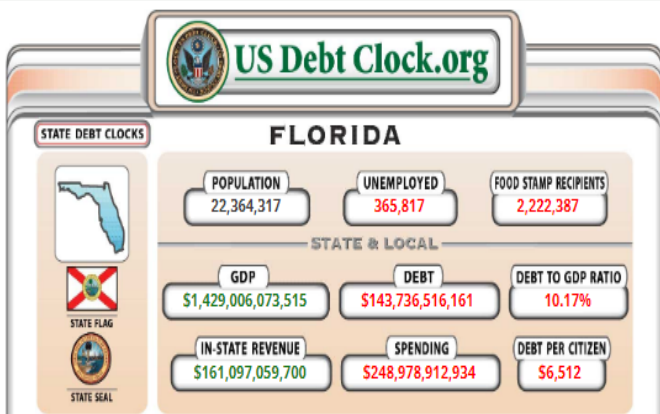 US Debt Clock.org
STATE DEBT CLOCKS
FLORIDA
POPULATION
22,364,317
UNEMPLOYED
365,817
FOOD STAMP RECIPIENTS
2,222,387
STATE & LOCAL
GDP
$1,429,006,073,515
DEBT
$143,736,516,161
DEBT TO GDP RATIO
10.17%
STATE FLAG
IN-STATE REVENUE
$161,097,059,700
SPENDING
$248,978,912,934
DEBT PER CITIZEN
$6,512
STATE SEAL